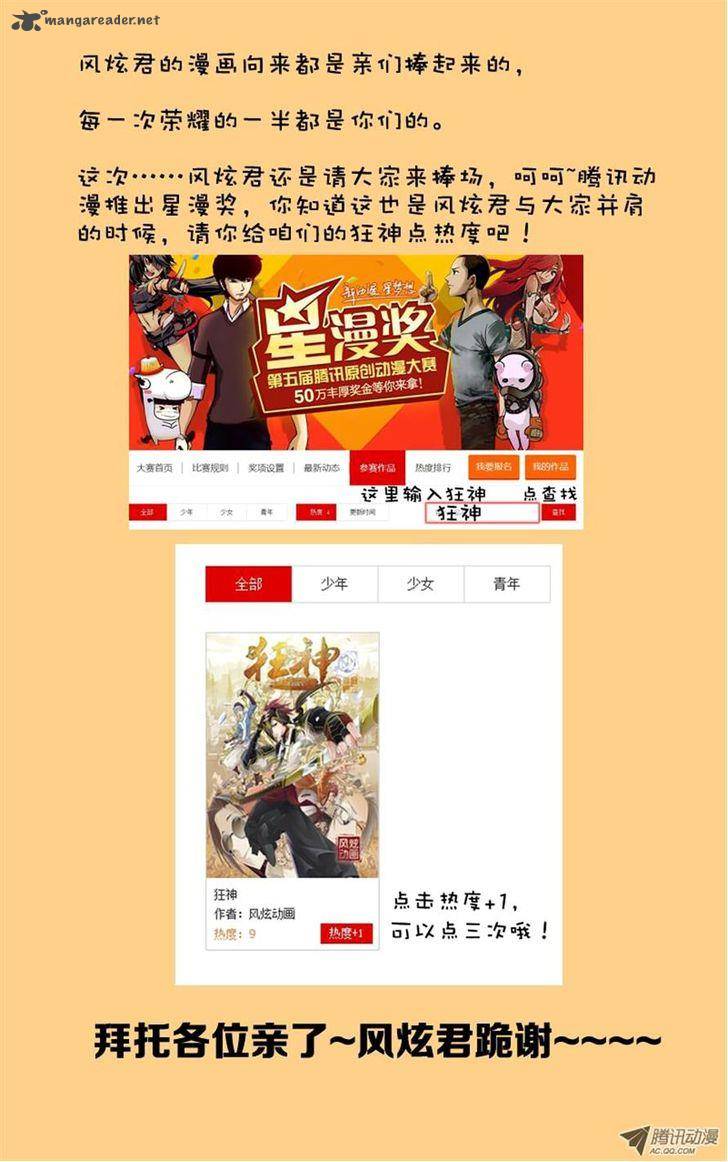 mangareader.net
风炫君的漫画向来都是亲们捧起来的，
每一次荣耀的一半都是你们的。
这次……风炫君还是请大家来捧场，呵呵~腾讯动
漫推出星漫奖，你知道这也是风炫君与大家并肩
的时候，请你给咱们的狂神点热度吧！
新四届 星梦想
星漫奖
第五届腾讯原创动漫大赛
50万丰厚奖金等你来拿！
大赛首页 比赛规则 奖项设置 最新动态 参赛作品 热度排行 我要报名 我的作品
这里输入狂神 点查找
全部 少年 少女 青年 热度 更新时间 狂神 查找
全部 少年 少女 青年
狂神
风炫动画
狂神
作者：风炫动画
热度：9 热度+1
点击热度+1，
可以点三次哦！
拜托各位亲了~风炫君跪谢~~~~
腾讯动漫
AC.QQ.COM